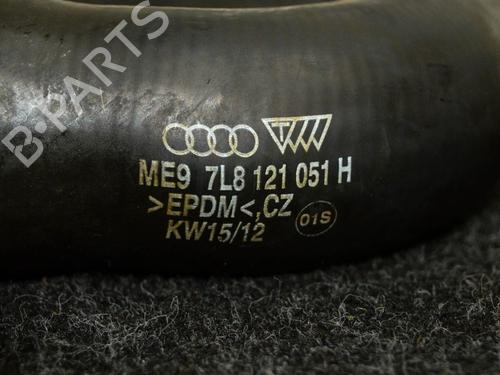 B-PARTS
ME9 7L8 121 051 H
>EPDM<,CZ
KW15/12
01S